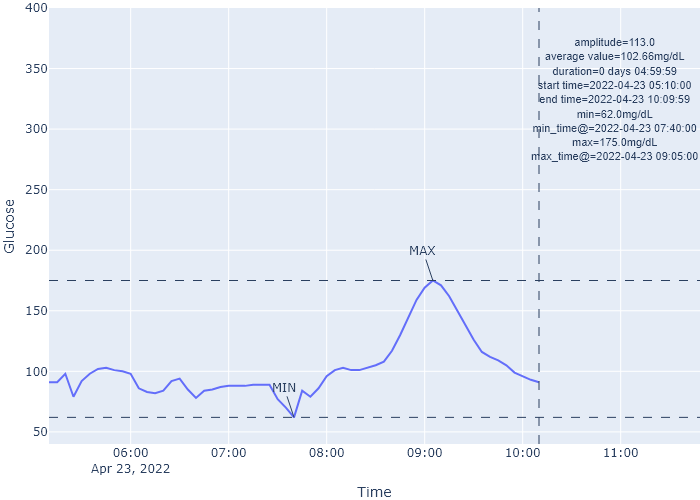 400
350
300
250
200
150
100
50
Glucose
amplitude=113.0
average value=102.66mg/dL
duration=0 days 04:59:59
start time=2022-04-23 05:10:00
end time=2022-04-23 10:09:59
min=62.0mg/dL
min_time@=2022-04-23 07:40:00
max=175.0mg/dL
max_time@=2022-04-23 09:05:00
MAX
MIN
06:00 07:00 08:00 09:00 10:00 11:00
Apr 23, 2022
Time